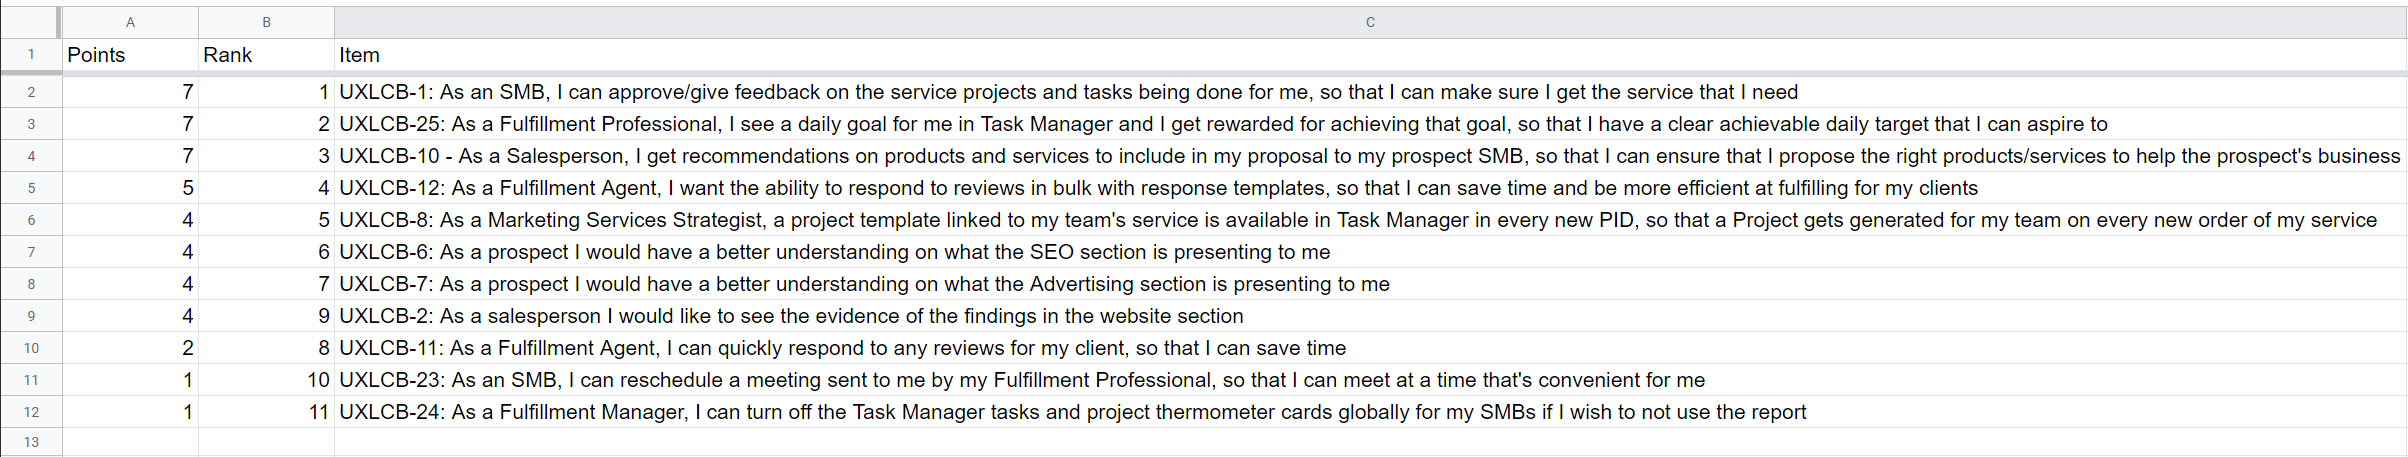 A B C
1 Points Rank Item
2 7 1 UXLCB-1: As an SMB, I can approve/give feedback on the service projects and tasks being done for me, so that I can make sure I get the service that I need
3 7 2 UXLCB-25: As a Fulfillment Professional, I see a daily goal for me in Task Manager and I get rewarded for achieving that goal, so that I have a clear achievable daily target that I can aspire to
4 7 3 UXLCB-10 - As a Salesperson, I get recommendations on products and services to include in my proposal to my prospect SMB, so that I can ensure that I propose the right products/services to help the prospect's business
5 5 4 UXLCB-12: As a Fulfillment Agent, I want the ability to respond to reviews in bulk with response templates, so that I can save time and be more efficient at fulfilling for my clients
6 4 5 UXLCB-8: As a Marketing Services Strategist, a project template linked to my team's service is available in Task Manager in every new PID, so that a Project gets generated for my team on every new order of my service
7 4 6 UXLCB-6: As a prospect I would have a better understanding on what the SEO section is presenting to me
8 4 7 UXLCB-7: As a prospect I would have a better understanding on what the Advertising section is presenting to me
9 4 9 UXLCB-2: As a salesperson I would like to see the evidence of the findings in the website section
10 2 8 UXLCB-11: As a Fulfillment Agent, I can quickly respond to any reviews for my client, so that I can save time
11 1 10 UXLCB-23: As an SMB, I can reschedule a meeting sent to me by my Fulfillment Professional, so that I can meet at a time that's convenient for me
12 1 11 UXLCB-24: As a Fulfillment Manager, I can turn off the Task Manager tasks and project thermometer cards globally for my SMBs if I wish to not use the report
13